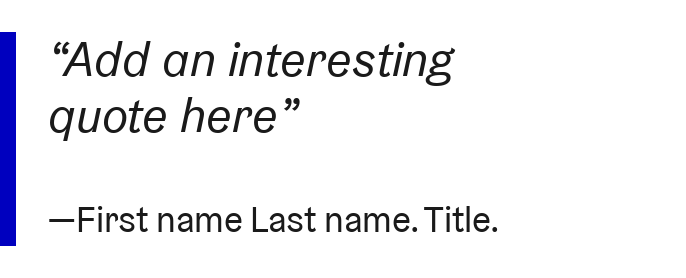 “Add an interesting
quote here”
—First name Last name. Title.